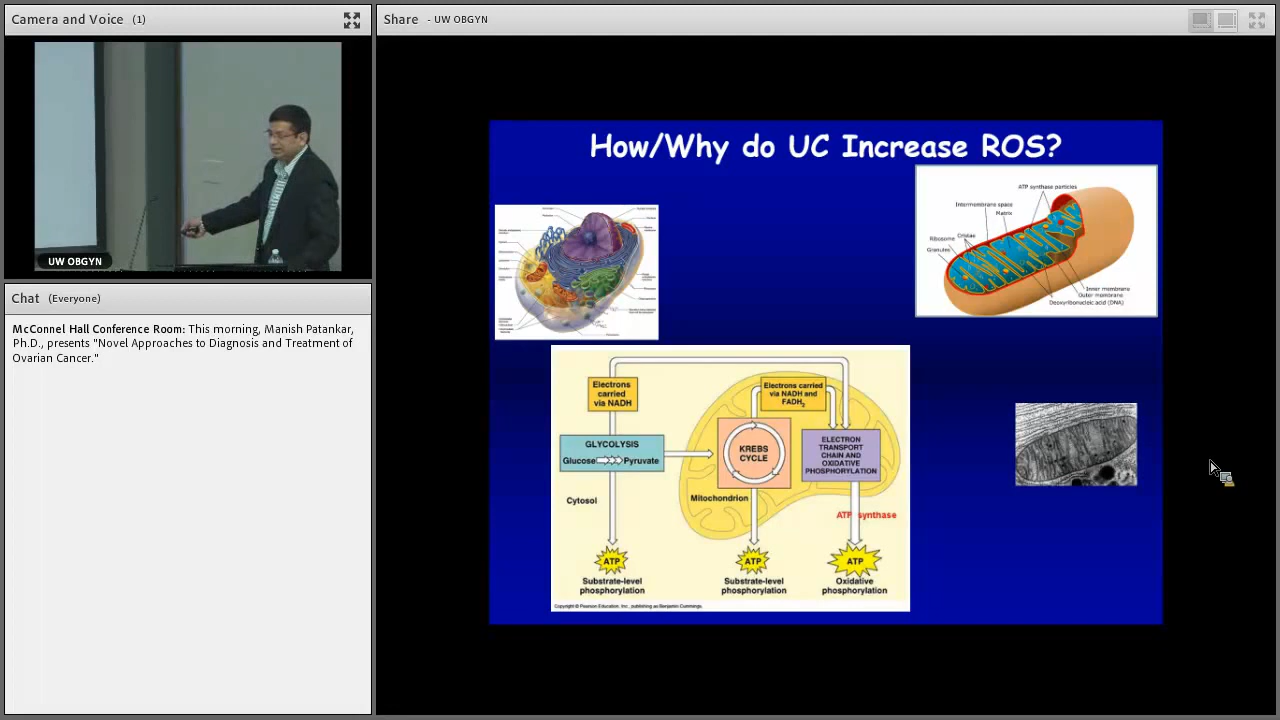 Camera and Voice (1)
Share - UW OBGYN
UW OBGYN
Chat (Everyone)
McConnell Hall Conference Room: This morning, Manish Patankar,
Ph.D., presents "Novel Approaches to Diagnosis and Treatment of
Ovarian Cancer."
How/Why do UC Increase ROS?
ATP synthase particles
Intermembrane space
Matrix
Ribosome
Cristae
Granules
Inner membrane
Outer membrane
Deoxyribonucleic acid (DNA)
Electrons
carried
via NADH
Electrons carried
via NADH and
FADH2
GLYCOLYSIS
Glucose
Pyruvate
KREBS
CYCLE
ELECTRON
TRANSPORT
CHAIN AND
OXIDATIVE
PHOSPHORYLATION
Cytosol
Mitochondrion
ATP synthase
ATP
ATP
ATP
Substrate-level
phosphorylation
Substrate-level
phosphorylation
Oxidative
phosphorylation
Copyright © Pearson Education, Inc., publishing as Benjamin Cummings.